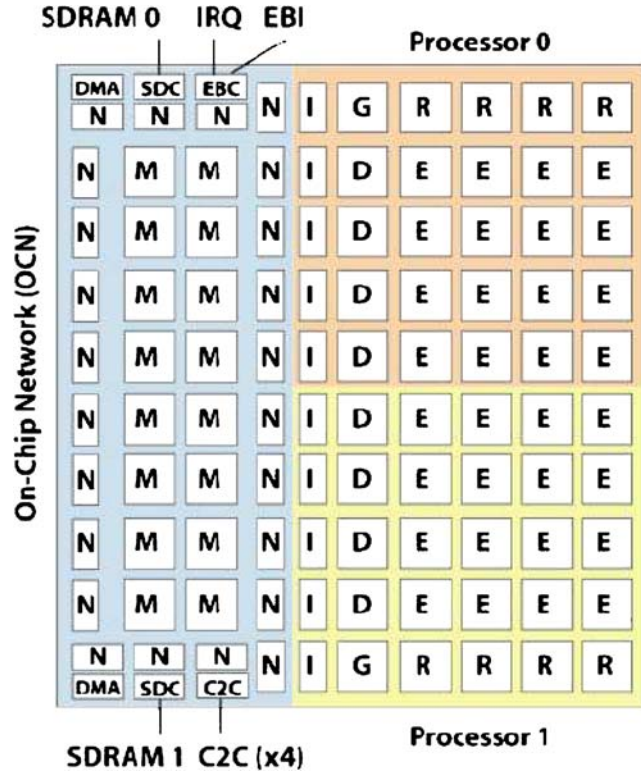 SDRAM 0 IRQ EBI
Processor 0
On-Chip Network (OCN)
DMA SDC EBC
N N N N I G R R R R
N M M N I D E E E E
N M M N I D E E E E
N M M N I D E E E E
N M M N I D E E E E
N M M N I D E E E E
N M M N I D E E E E
N M M N I D E E E E
N M M N I D E E E E
N N N N I G R R R R
DMA SDC C2C
SDRAM 1 C2C (x4)
Processor 1